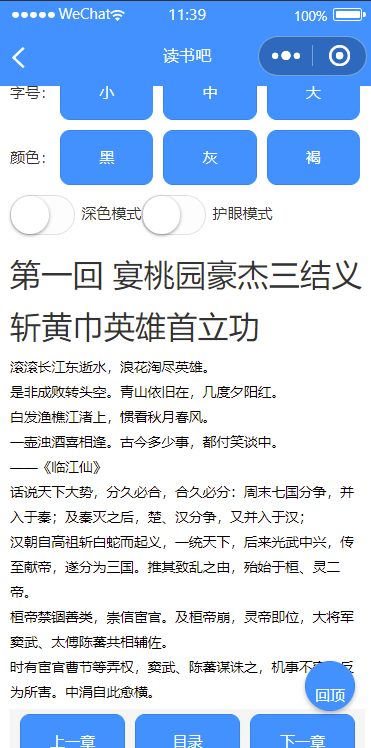 WeChat 11:39 100%
读书吧
字号： 小 中 大
颜色： 黑 灰 褐
深色模式 护眼模式
第一回 宴桃园豪杰三结义
斩黄巾英雄首立功
滚滚长江东逝水，浪花淘尽英雄。
是非成败转头空。青山依旧在，几度夕阳红。
白发渔樵江渚上，惯看秋月春风。
一壶浊酒喜相逢。古今多少事，都付笑谈中。
——《临江仙》
话说天下大势，分久必合，合久必分：周末七国分争，并
入于秦；及秦灭之后，楚、汉分争，又并入于汉；
汉朝自高祖斩白蛇而起义，一统天下，后来光武中兴，传
至献帝，遂分为三国。推其致乱之由，殆始于桓、灵二
帝。
桓帝禁锢善类，崇信宦官。及桓帝崩，灵帝即位，大将军
窦武、太傅陈蕃共相辅佐。
时有宦官曹节等弄权，窦武、陈蕃谋诛之，机事不 反
为所害。中涓自此愈横。
回顶
上一章 目录 下一章